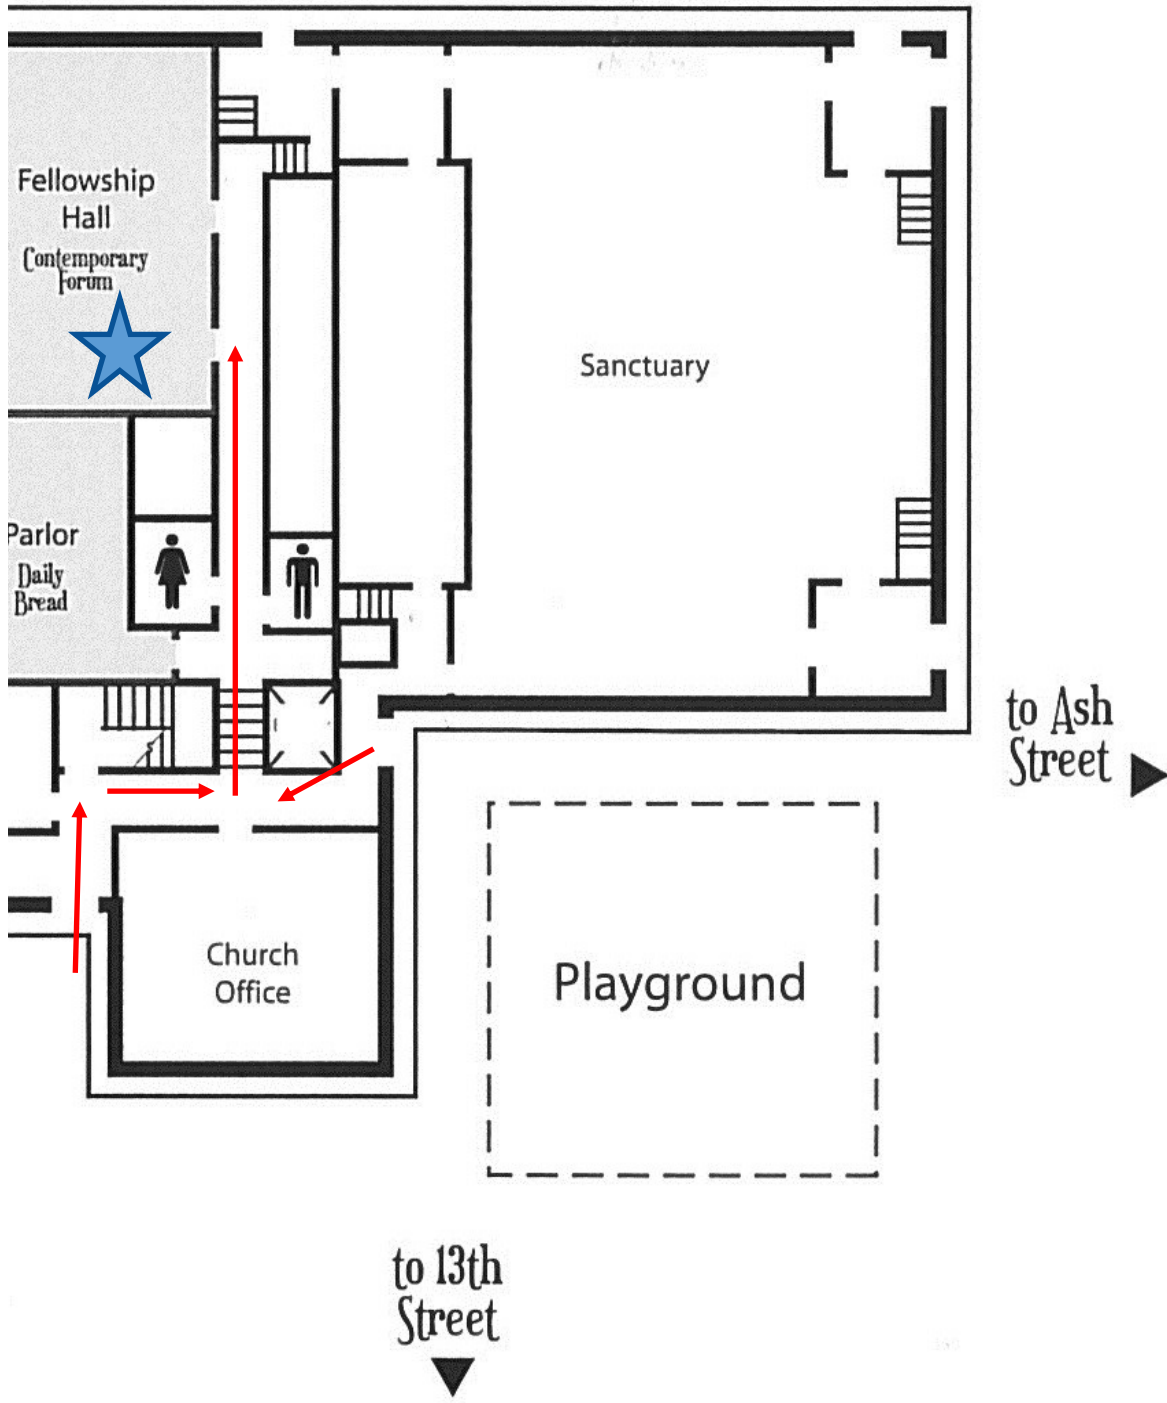 Fellowship
Hall
Contemporary
Forum
Sanctuary
Parlor
Daily
Bread
to Ash
Street
Church
Office
Playground
to 13th
Street